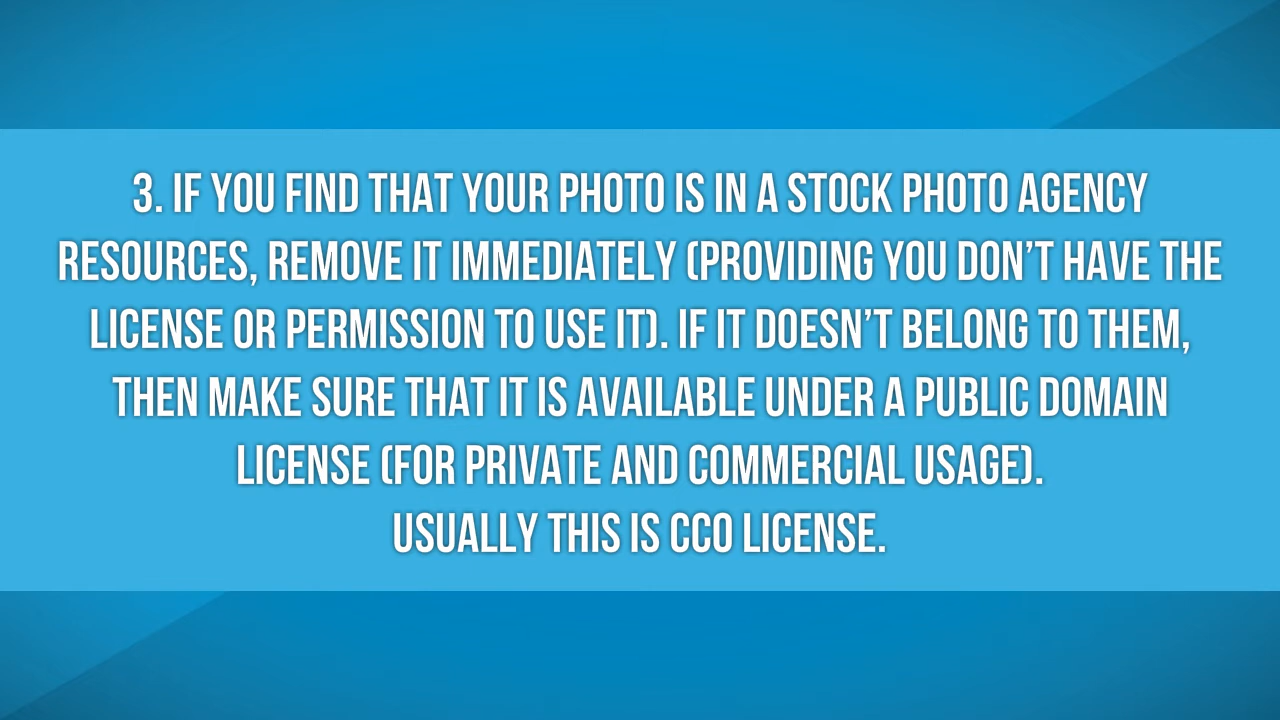 3. IF YOU FIND THAT YOUR PHOTO IS IN A STOCK PHOTO AGENCY
RESOURCES, REMOVE IT IMMEDIATELY (PROVIDING YOU DON'T HAVE THE
LICENSE OR PERMISSION TO USE IT). IF IT DOESN'T BELONG TO THEM,
THEN MAKE SURE THAT IT IS AVAILABLE UNDER A PUBLIC DOMAIN
LICENSE (FOR PRIVATE AND COMMERCIAL USAGE).
USUALLY THIS IS CC0 LICENSE.